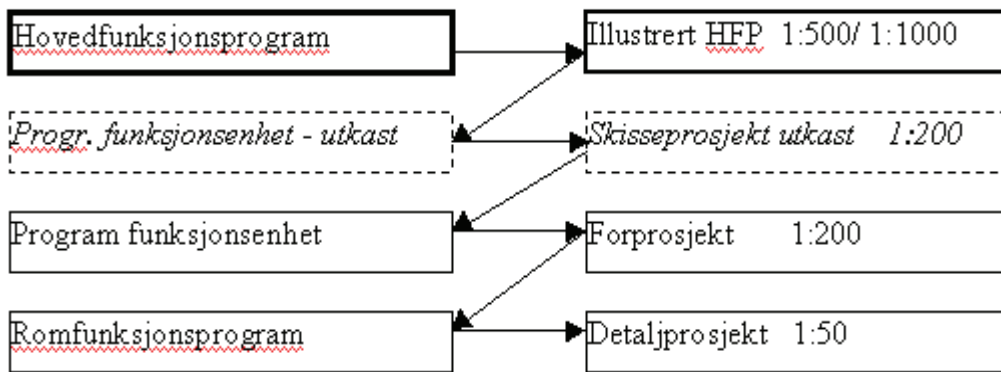 Hovedfunksjonsprogram
Illustrert HFP 1:500/ 1:1000
Progr. funksjonsenhet - utkast
Skisseprosjekt utkast 1:200
Program funksjonsenhet
Forprosjekt 1:200
Romfunksjonsprogram
Detaljprosjekt 1:50